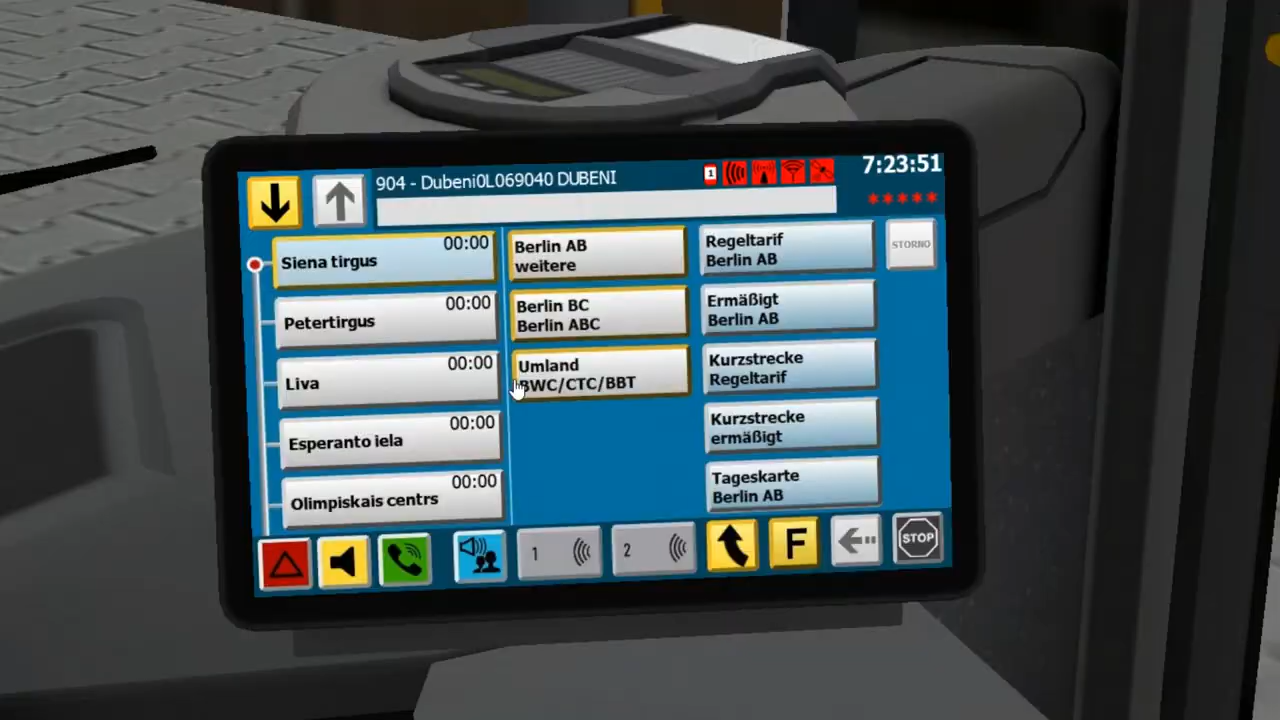 904 - Dubeni0L069040 DUBENI
1
7:23:51
*****
00:00
Siena tirgus
00:00
Petertirgus
00:00
Liva
00:00
Esperanto iela
00:00
Olimpiskais centrs
Berlin AB
weitere
Berlin BC
Berlin ABC
Umland
BWC/CTC/BBT
Regeltarif
Berlin AB
Ermäßigt
Berlin AB
Kurzstrecke
Regeltarif
Kurzstrecke
ermäßigt
Tageskarte
Berlin AB
STORNO
1
2
F
STOP